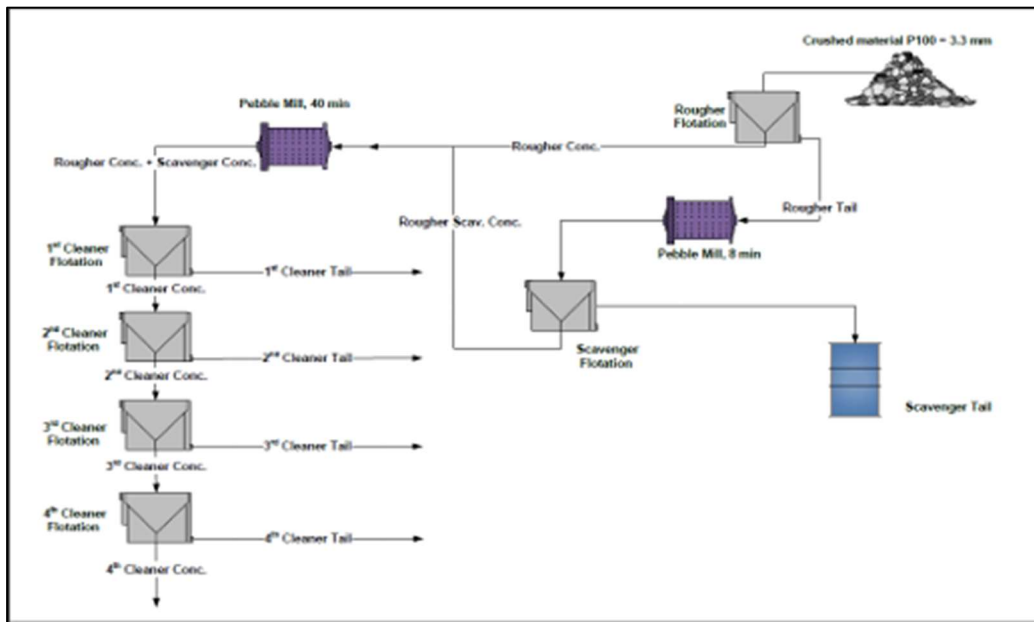 Crushed material P100 = 3.3 mm
Pebble Mill, 40 min
Rougher
Flotation
Rougher Conc.
Rougher Conc. + Scavenger Conc.
Rougher Tail
Rougher Scav. Conc.
Pebble Mill, 8 min
1st Cleaner
Flotation
1st Cleaner Tail
1st Cleaner Conc.
2nd Cleaner
Flotation
2nd Cleaner Tail
2nd Cleaner Conc.
Scavenger
Flotation
Scavenger Tail
3rd Cleaner
Flotation
3rd Cleaner Tail
3rd Cleaner Conc.
4th Cleaner
Flotation
4th Cleaner Tail
4th Cleaner Conc.